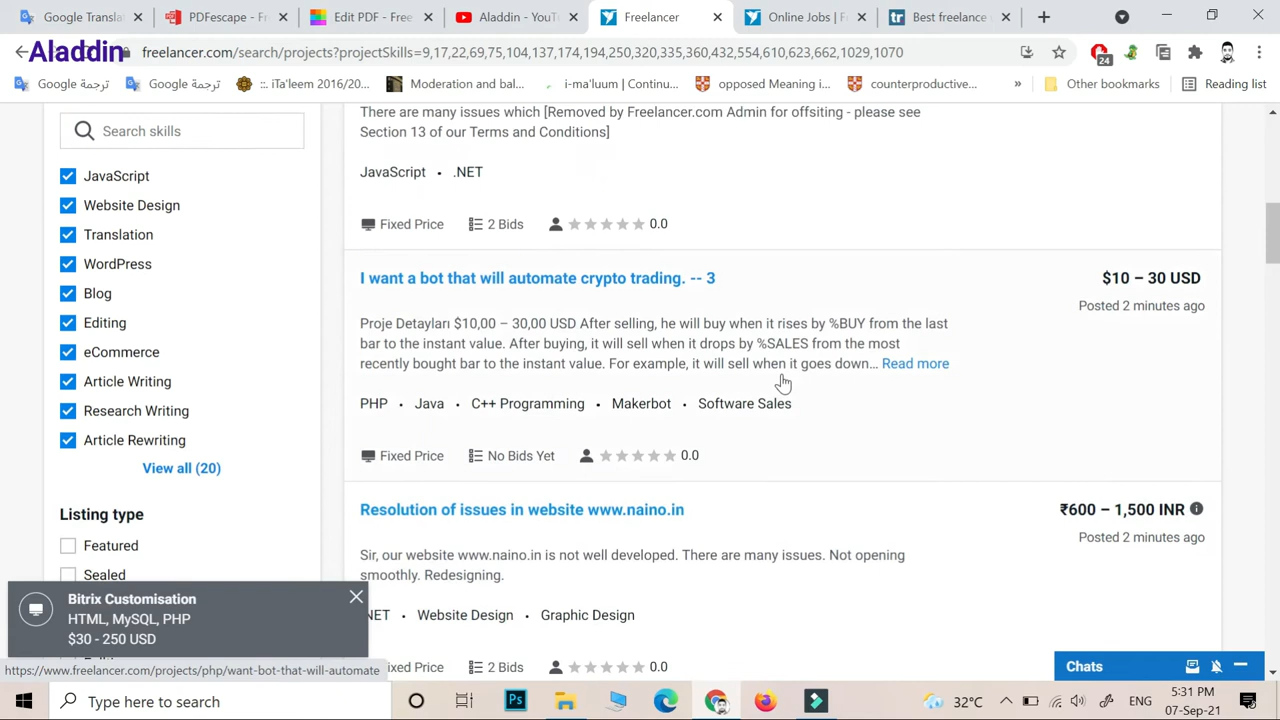 Google Transla
PDFescape - Fr
Edit PDF - Free
Aladdin - YouT
Freelancer
Online Jobs | Fr
Best freelance
Aladdin
freelancer.com/search/projects?projectSkills=9,17,22,69,75,104,137,174,194,250,320,335,360,432,554,610,623,662,1029,1070
24
ترجمة Google
ترجمة Google
.:: iTa'leem 2016/20...
Moderation and bal...
i-ma'luum | Continu...
opposed Meaning i...
counterproductive...
»
Other bookmarks
Reading list
Search skills
JavaScript
Website Design
Translation
WordPress
Blog
Editing
eCommerce
Article Writing
Research Writing
Article Rewriting
View all (20)
Listing type
Featured
Sealed
There are many issues which [Removed by Freelancer.com Admin for offsiting - please see
Section 13 of our Terms and Conditions]
JavaScript • .NET
Fixed Price 2 Bids 0.0
I want a bot that will automate crypto trading. -- 3
$10 – 30 USD
Posted 2 minutes ago
Proje Detayları $10,00 – 30,00 USD After selling, he will buy when it rises by %BUY from the last
bar to the instant value. After buying, it will sell when it drops by %SALES from the most
recently bought bar to the instant value. For example, it will sell when it goes down... Read more
PHP • Java • C++ Programming • Makerbot • Software Sales
Fixed Price No Bids Yet 0.0
Resolution of issues in website www.naino.in
₹600 – 1,500 INR
Posted 2 minutes ago
Sir, our website www.naino.in is not well developed. There are many issues. Not opening
smoothly. Redesigning.
NET • Website Design • Graphic Design
ixed Price 2 Bids 0.0
Bitrix Customisation
HTML, MySQL, PHP
$30 - 250 USD
https://www.freelancer.com/projects/php/want-bot-that-will-automate
Chats
Type here to search
Ps
32°C
ENG
5:31 PM
07-Sep-21